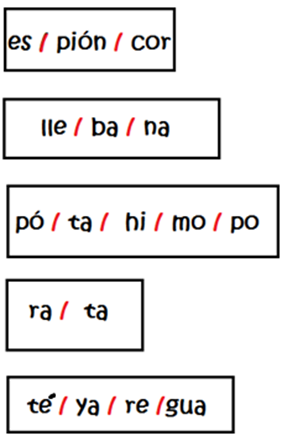 es / pión / cor
lle / ba / na
pó / ta / hi / mo / po
ra / ta
té / ya / re /gua